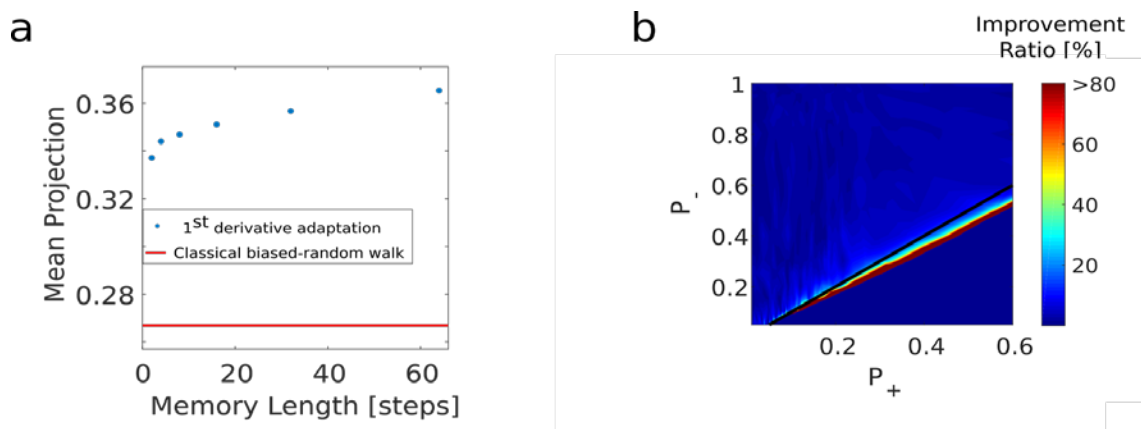 a
Mean Projection
0.36
0.32
0.28
1st derivative adaptation
Classical biased-random walk
0 20 40 60
Memory Length [steps]
b
Improvement
Ratio [%]
P-
1
0.8
0.6
0.4
0.2
0.2 0.4 0.6
P+
>80
60
40
20